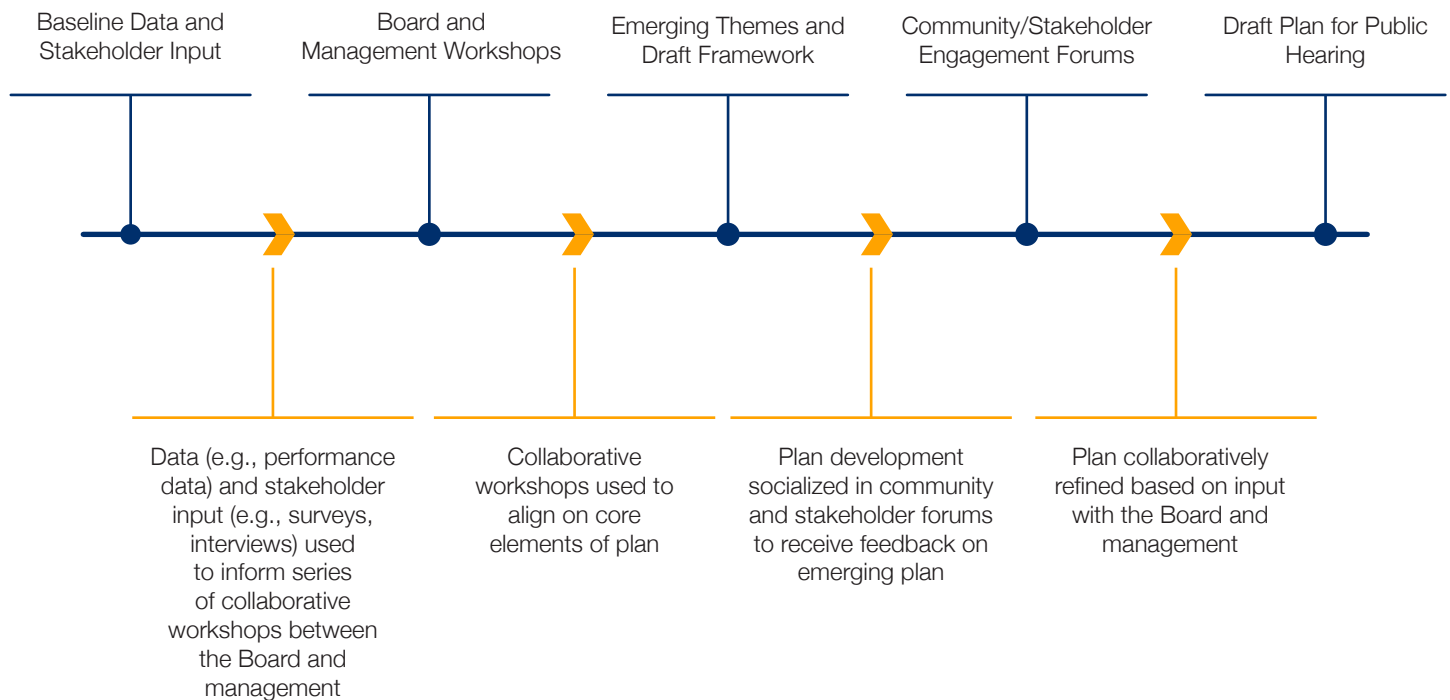 Baseline Data and
Stakeholder Input
Board and
Management Workshops
Emerging Themes and
Draft Framework
Community/Stakeholder
Engagement Forums
Draft Plan for Public
Hearing
Data (e.g., performance
data) and stakeholder
input (e.g., surveys,
interviews) used
to inform series
of collaborative
workshops between
the Board and
management
Collaborative
workshops used to
align on core
elements of plan
Plan development
socialized in community
and stakeholder forums
to receive feedback on
emerging plan
Plan collaboratively
refined based on input
with the Board and
management